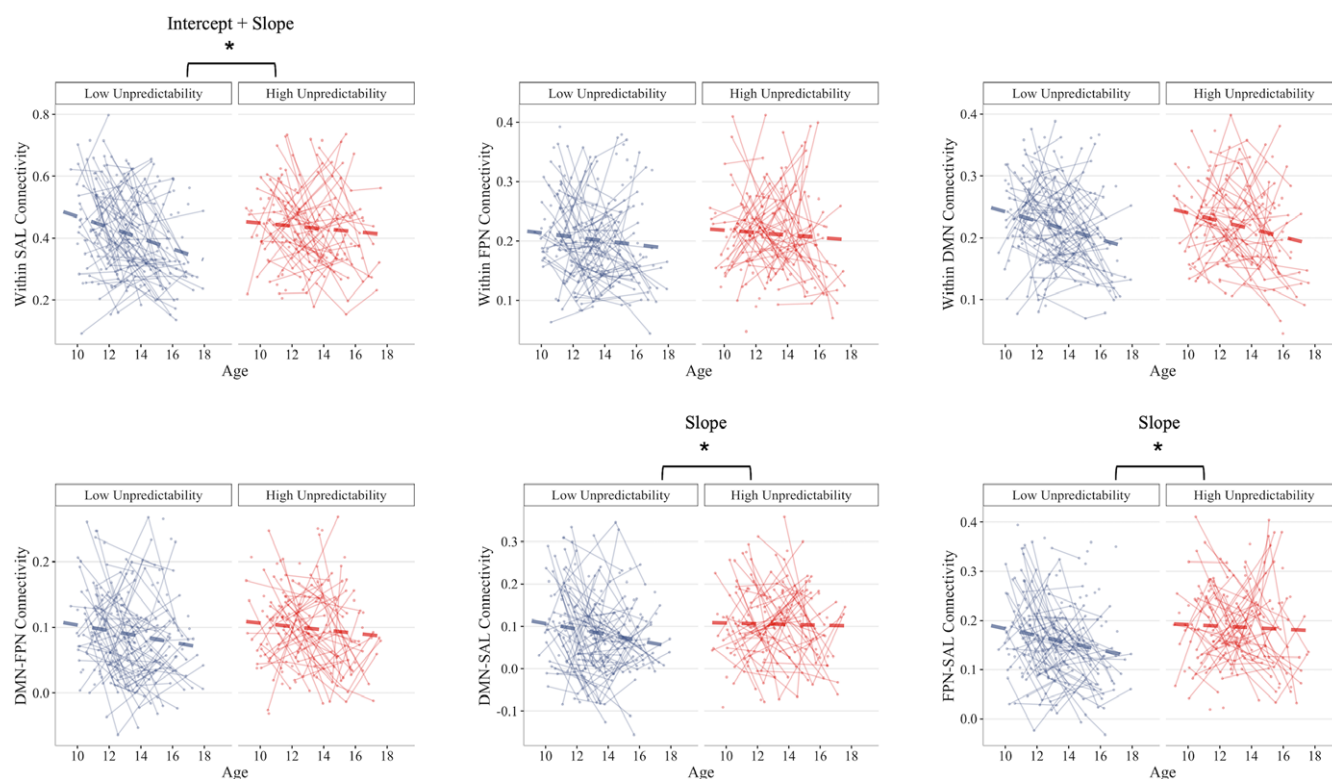 Intercept + Slope
*
Low Unpredictability High Unpredictability
Within SAL Connectivity
0.8
0.6
0.4
0.2
10 12 14 16 18 10 12 14 16 18
Age
Low Unpredictability High Unpredictability
Within FPN Connectivity
0.4
0.3
0.2
0.1
10 12 14 16 18 10 12 14 16 18
Age
Low Unpredictability High Unpredictability
Within DMN Connectivity
0.4
0.3
0.2
0.1
10 12 14 16 18 10 12 14 16 18
Age
Low Unpredictability High Unpredictability
DMN-FPN Connectivity
0.2
0.1
0.0
10 12 14 16 18 10 12 14 16 18
Age
Slope
*
Low Unpredictability High Unpredictability
DMN-SAL Connectivity
0.3
0.2
0.1
0.0
-0.1
10 12 14 16 18 10 12 14 16 18
Age
Slope
*
Low Unpredictability High Unpredictability
FPN-SAL Connectivity
0.4
0.3
0.2
0.1
0.0
10 12 14 16 18 10 12 14 16 18
Age